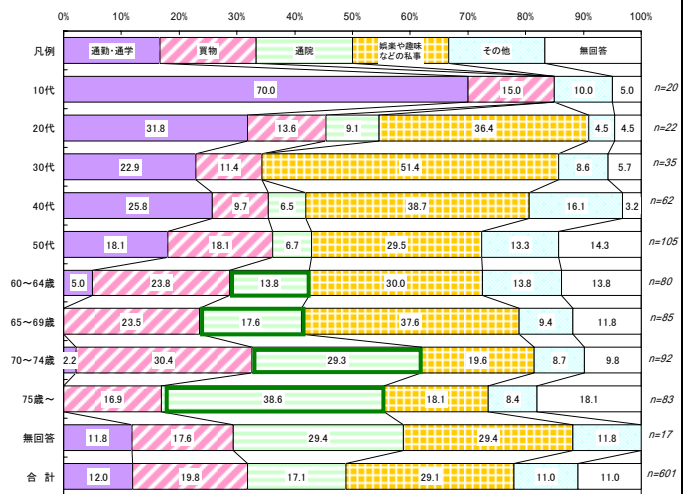 0% 10% 20% 30% 40% 50% 60% 70% 80% 90% 100%
凡例 通勤・通学 買物 通院 娯楽や趣味などの私事 その他 無回答
10代 70.0 15.0 10.0 5.0 n=20
20代 31.8 13.6 9.1 36.4 4.5 4.5 n=22
30代 22.9 11.4 51.4 8.6 5.7 n=35
40代 25.8 9.7 6.5 38.7 16.1 3.2 n=62
50代 18.1 18.1 6.7 29.5 13.3 14.3 n=105
60～64歳 5.0 23.8 13.8 30.0 13.8 13.8 n=80
65～69歳 23.5 17.6 37.6 9.4 11.8 n=85
70～74歳 2.2 30.4 29.3 19.6 8.7 9.8 n=92
75歳～ 16.9 38.6 18.1 8.4 18.1 n=83
無回答 11.8 17.6 29.4 29.4 11.8 n=17
合 計 12.0 19.8 17.1 29.1 11.0 11.0 n=601